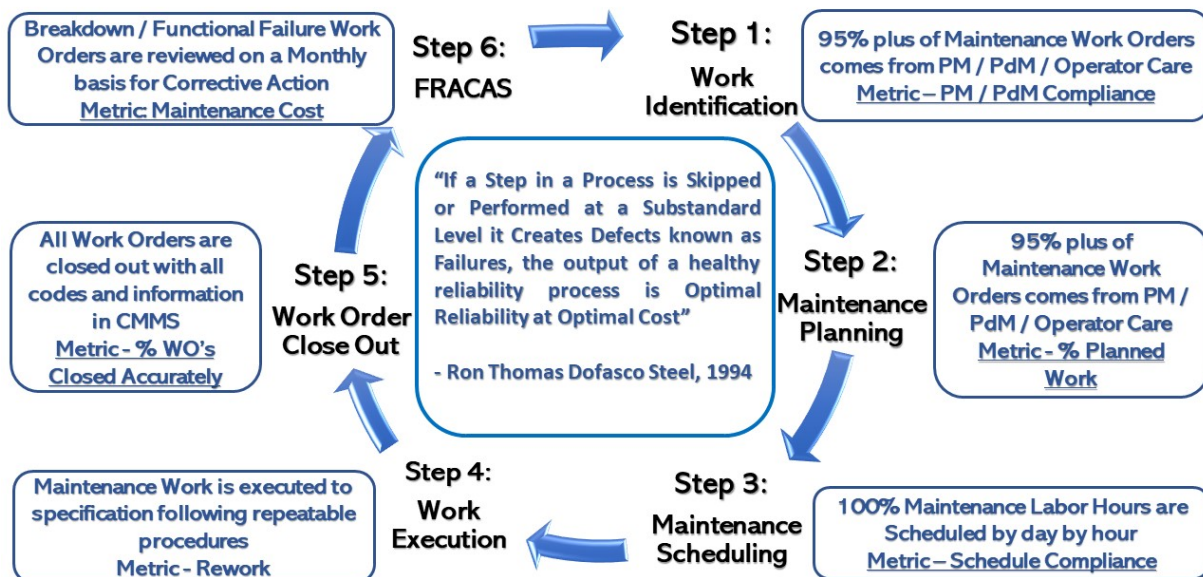 Step 1:
Work
Identification
95% plus of Maintenance Work Orders
comes from PM / PdM / Operator Care
Metric – PM / PdM Compliance
Step 2:
Maintenance
Planning
95% plus of
Maintenance Work
Orders comes from PM /
PdM / Operator Care
Metric - % Planned
Work
Step 3:
Maintenance
Scheduling
100% Maintenance Labor Hours are
Scheduled by day by hour
Metric – Schedule Compliance
Step 4:
Work
Execution
Maintenance Work is executed to
specification following repeatable
procedures
Metric - Rework
Step 5:
Work Order
Close Out
All Work Orders are
closed out with all
codes and information
in CMMS
Metric - % WO's
Closed Accurately
Step 6:
FRACAS
Breakdown / Functional Failure Work
Orders are reviewed on a Monthly
basis for Corrective Action
Metric: Maintenance Cost
“If a Step in a Process is Skipped
or Performed at a Substandard
Level it Creates Defects known as
Failures, the output of a healthy
reliability process is Optimal
Reliability at Optimal Cost”
- Ron Thomas Dofasco Steel, 1994